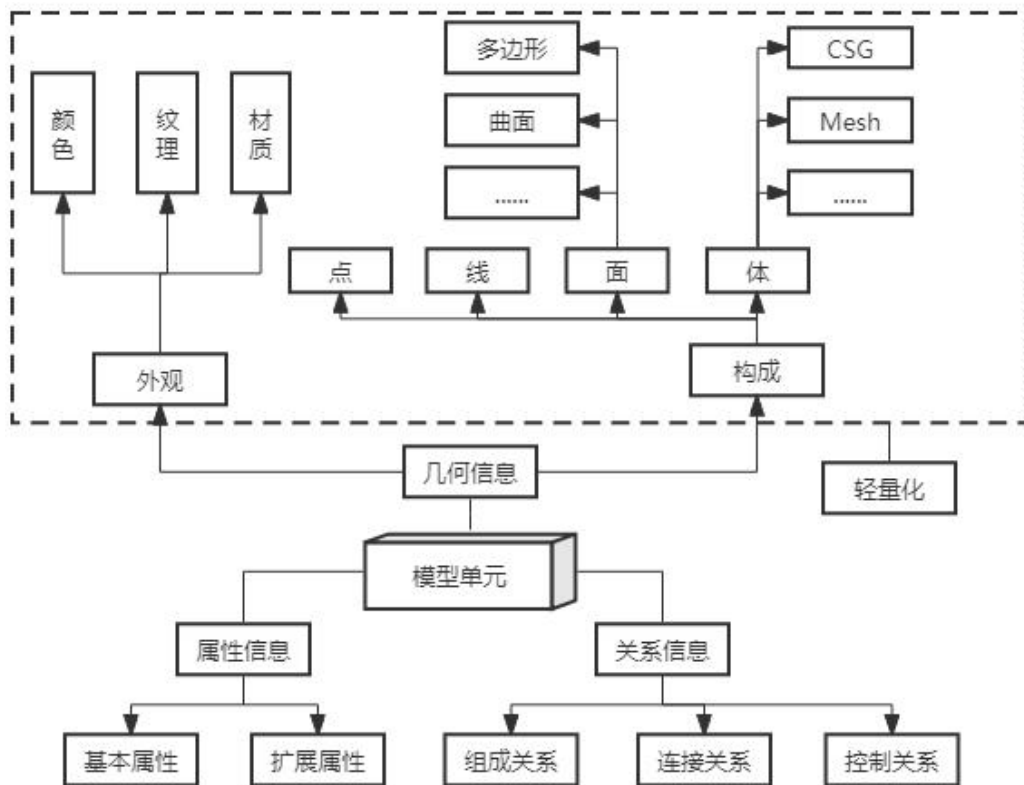 多边形
CSG
颜色
纹理
材质
曲面
Mesh
......
......
点
线
面
体
外观
构成
几何信息
轻量化
模型单元
属性信息
关系信息
基本属性
扩展属性
组成关系
连接关系
控制关系